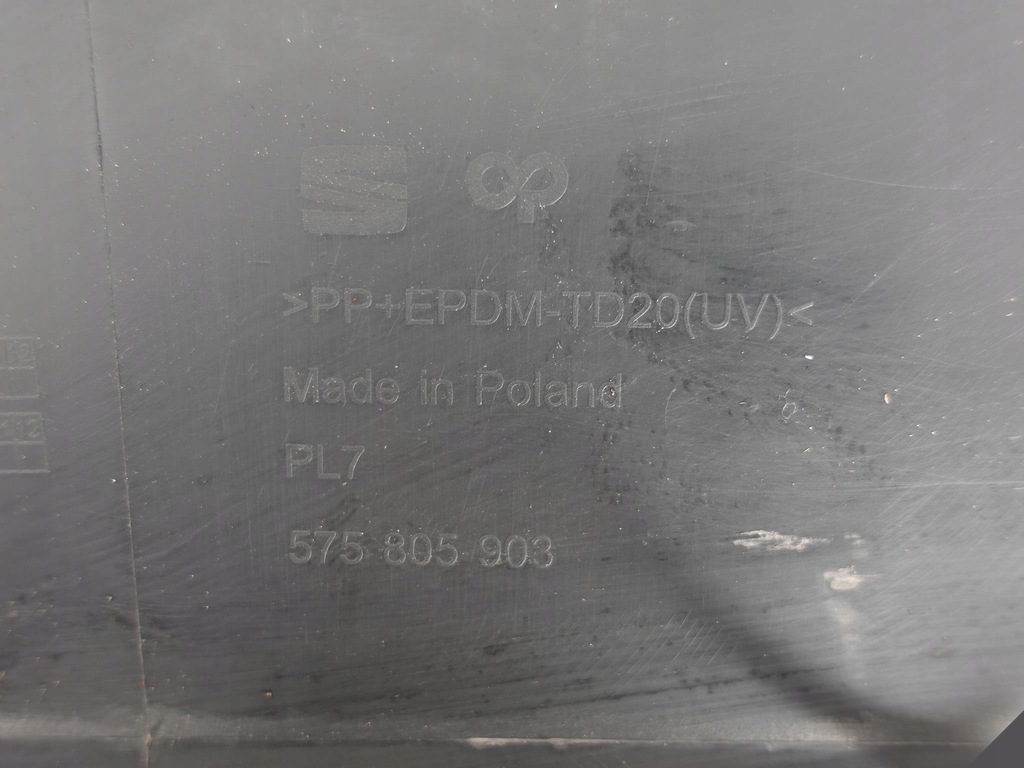 >PP+EPDM-TD20(UV)<
Made in Poland
PL7
575 805 903